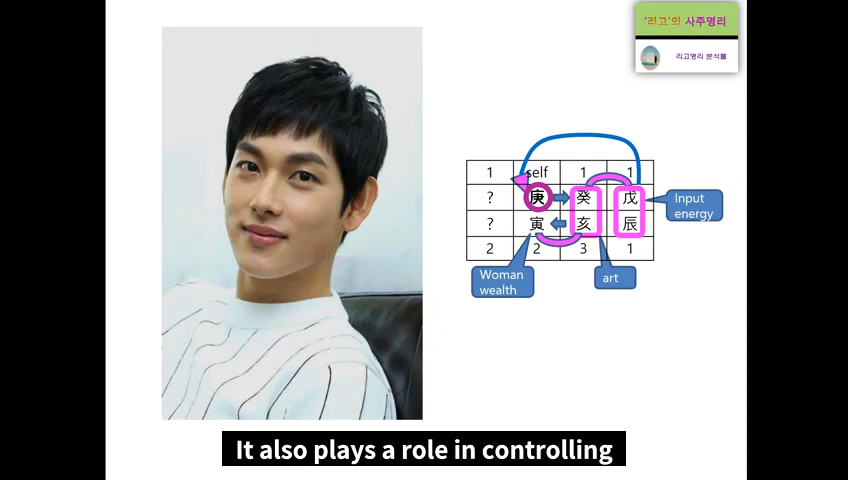 '리고'의 사주명리
리고명리 분석틀
1 self 1 1
? 庚 癸 戊
? 寅 亥 辰
2 2 3 1
Input
energy
Woman
wealth
art
It also plays a role in controlling